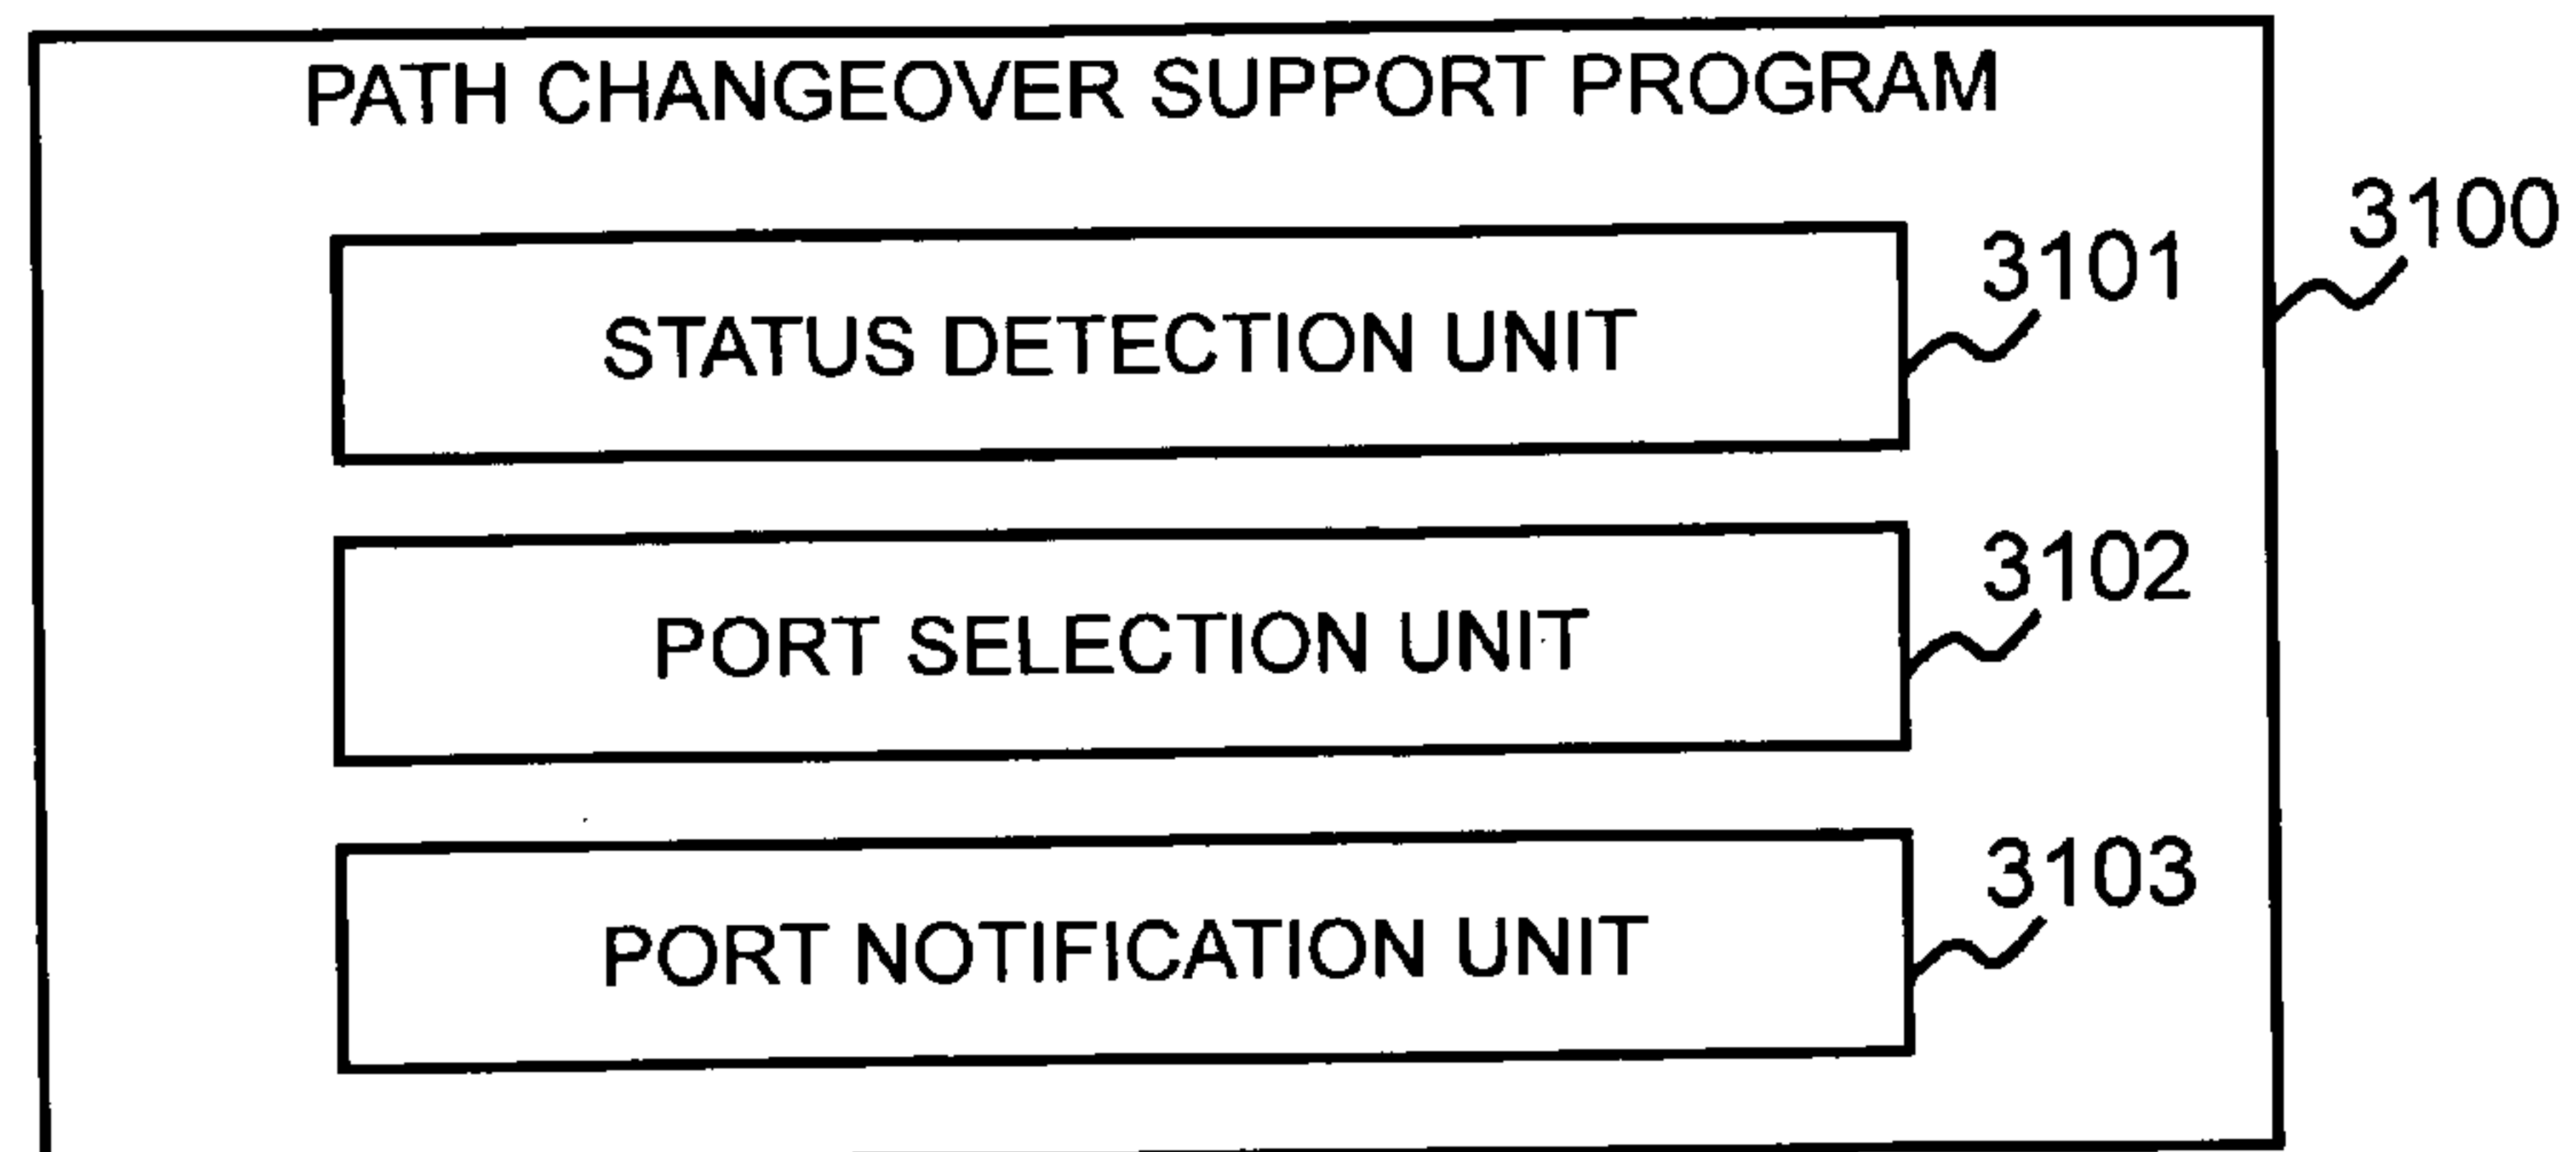 PATH CHANGEOVER SUPPORT PROGRAM
3100
3101
STATUS DETECTION UNIT
3102
PORT SELECTION UNIT
3103
PORT NOTIFICATION UNIT